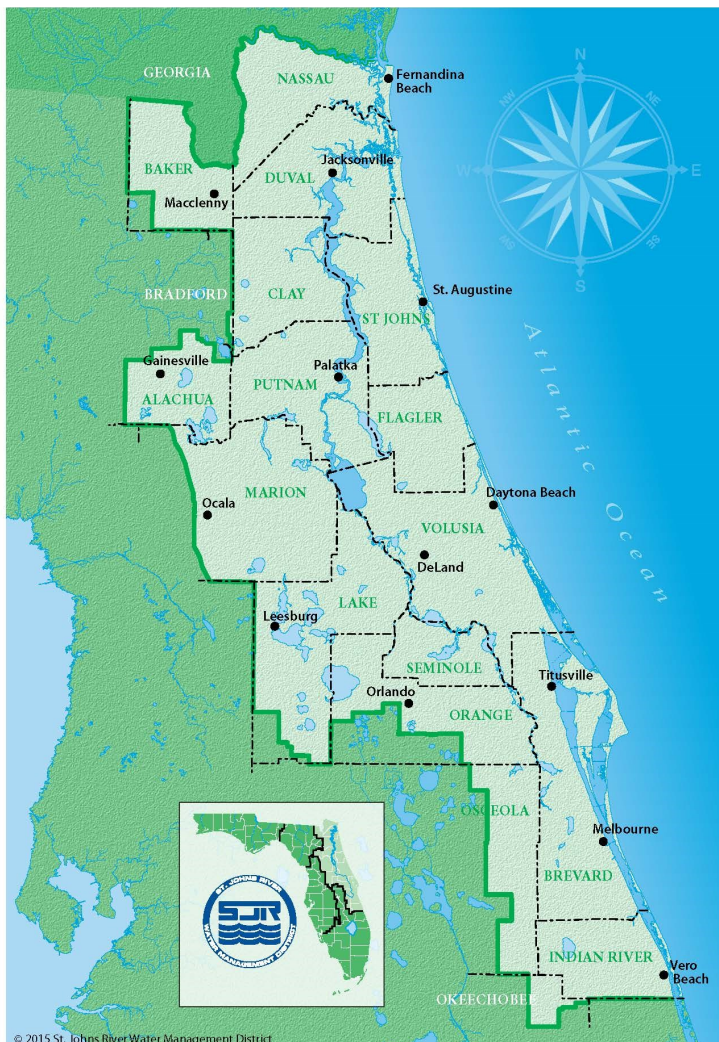 GEORGIA
NASSAU
Fernandina
Beach
N
NW
NE
W
E
SW
SE
S
BAKER
Macclenny
DUVAL
Jacksonville
BRADFORD
CLAY
ST JOHNS
St. Augustine
Atlantic Ocean
Gainesville
ALACHUA
PUTNAM
Palatka
FLAGLER
MARION
Ocala
Daytona Beach
VOLUSIA
DeLand
LAKE
Leesburg
SEMINOLE
Titusville
Orlando
ORANGE
OSCEOLA
Melbourne
BREVARD
INDIAN RIVER
Vero
Beach
OKEECHOBEE
ST. JOHNS RIVER
SJR
WATER MANAGEMENT DISTRICT
© 2015 St. Johns River Water Management District